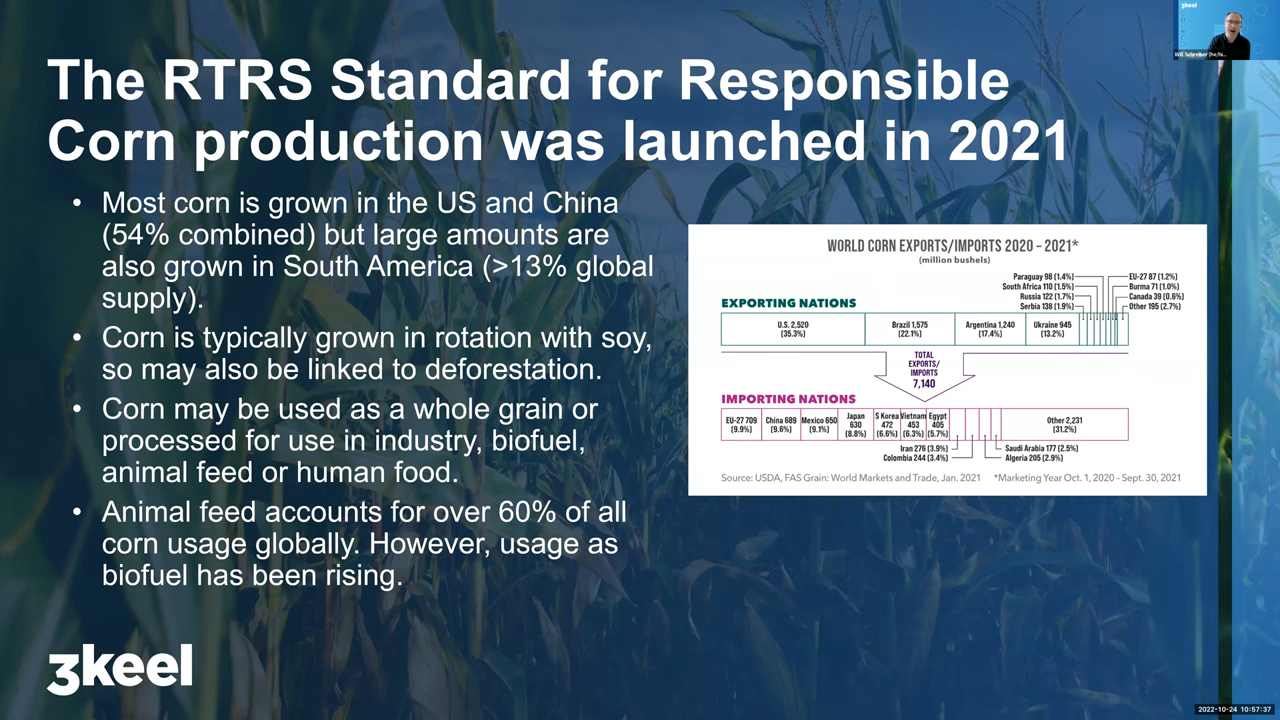 The RTRS Standard for Responsible
Corn production was launched in 2021
• Most corn is grown in the US and China
(54% combined) but large amounts are
also grown in South America (>13% global
supply).
• Corn is typically grown in rotation with soy,
so may also be linked to deforestation.
• Corn may be used as a whole grain or
processed for use in industry, biofuel,
animal feed or human food.
• Animal feed accounts for over 60% of all
corn usage globally. However, usage as
biofuel has been rising.
3keel
WORLD CORN EXPORTS/IMPORTS 2020 – 2021*
(million bushels)
Paraguay 98 (1.4%)
South Africa 110 (1.5%)
Russia 122 (1.7%)
Serbia 138 (1.9%)
EU-27 87 (1.2%)
Burma 71 (1.0%)
Canada 39 (0.6%)
Other 195 (2.7%)
EXPORTING NATIONS
U.S. 2,520
(35.3%)
Brazil 1,575
(22.1%)
Argentina 1,240
(17.4%)
Ukraine 945
(13.2%)
TOTAL
EXPORTS/
IMPORTS
7,140
IMPORTING NATIONS
EU-27 709
(9.9%)
China 689
(9.6%)
Mexico 650
(9.1%)
Japan
630
(8.8%)
S Korea
472
(6.6%)
Vietnam
453
(6.3%)
Egypt
405
(5.7%)
Other 2,231
(31.2%)
Iran 276 (3.9%)
Colombia 244 (3.4%)
Saudi Arabia 177 (2.5%)
Algeria 205 (2.9%)
Source: USDA, FAS Grain: World Markets and Trade, Jan. 2021 *Marketing Year Oct. 1, 2020 – Sept. 30, 2021
3keel
Will Schreiber (he/hi...
2022-10-24 10:57:37